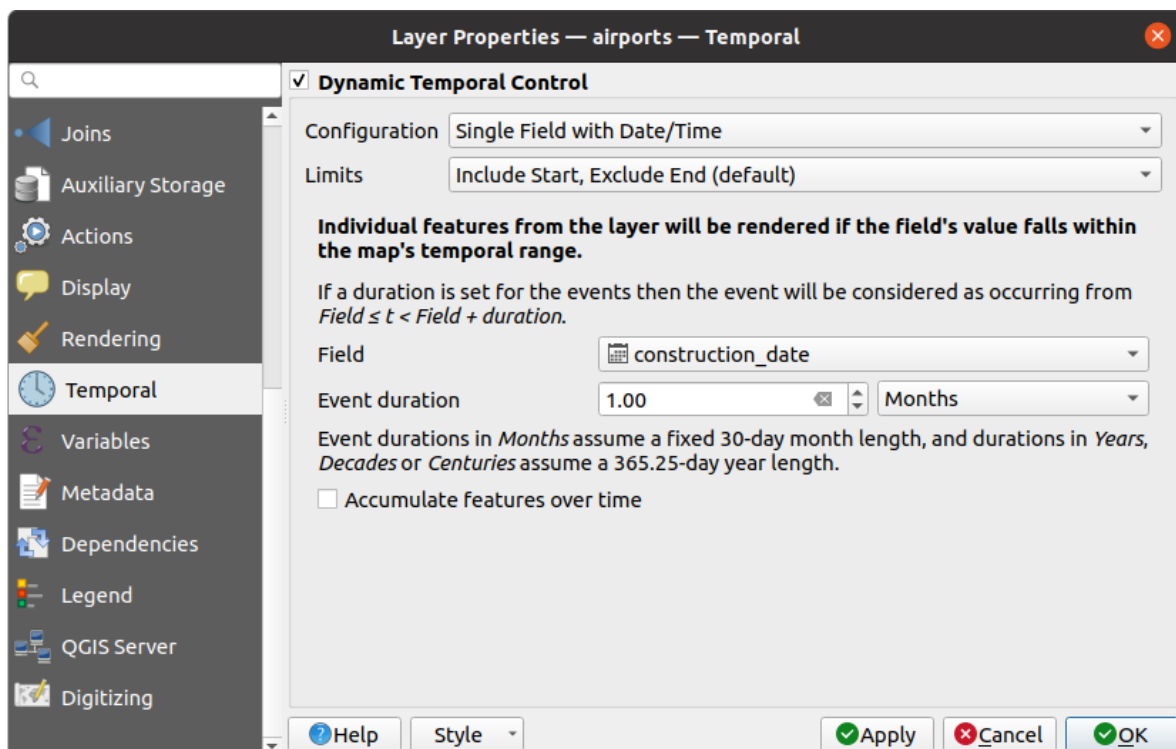 Layer Properties — airports — Temporal
Joins
Auxiliary Storage
Actions
Display
Rendering
Temporal
Variables
Metadata
Dependencies
Legend
QGIS Server
Digitizing
Dynamic Temporal Control
Configuration Single Field with Date/Time
Limits Include Start, Exclude End (default)
Individual features from the layer will be rendered if the field's value falls within
the map's temporal range.
If a duration is set for the events then the event will be considered as occurring from
Field ≤ t < Field + duration.
Field construction_date
Event duration 1.00 Months
Event durations in Months assume a fixed 30-day month length, and durations in Years,
Decades or Centuries assume a 365.25-day year length.
Accumulate features over time
Help Style Apply Cancel OK